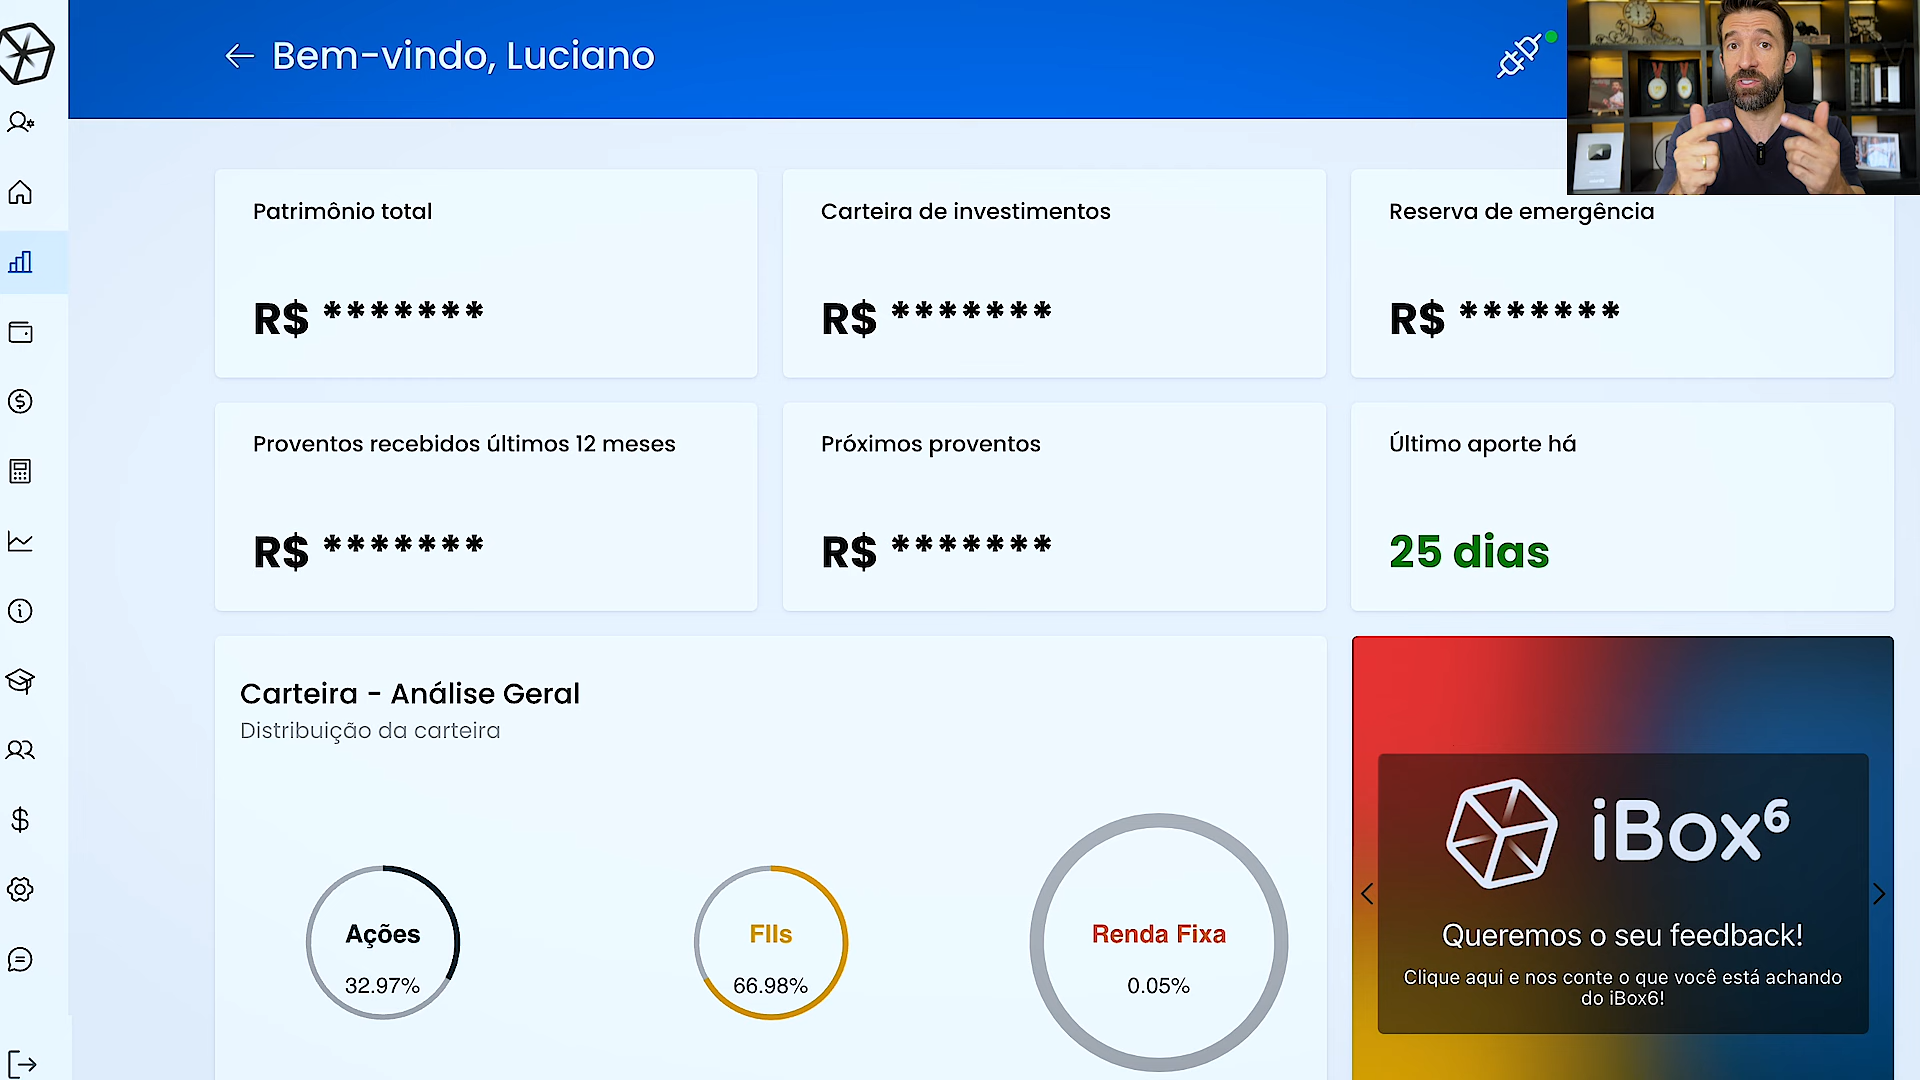 Bem-vindo, Luciano
Patrimônio total
R$ *******
Carteira de investimentos
R$ *******
Reserva de emergência
R$ *******
Proventos recebidos últimos 12 meses
R$ *******
Próximos proventos
R$ *******
Último aporte há
25 dias
Carteira - Análise Geral
Distribuição da carteira
Ações
32.97%
FIIs
66.98%
Renda Fixa
0.05%
iBox⁶
Queremos o seu feedback!
Clique aqui e nos conte o que você está achando
do iBox6!